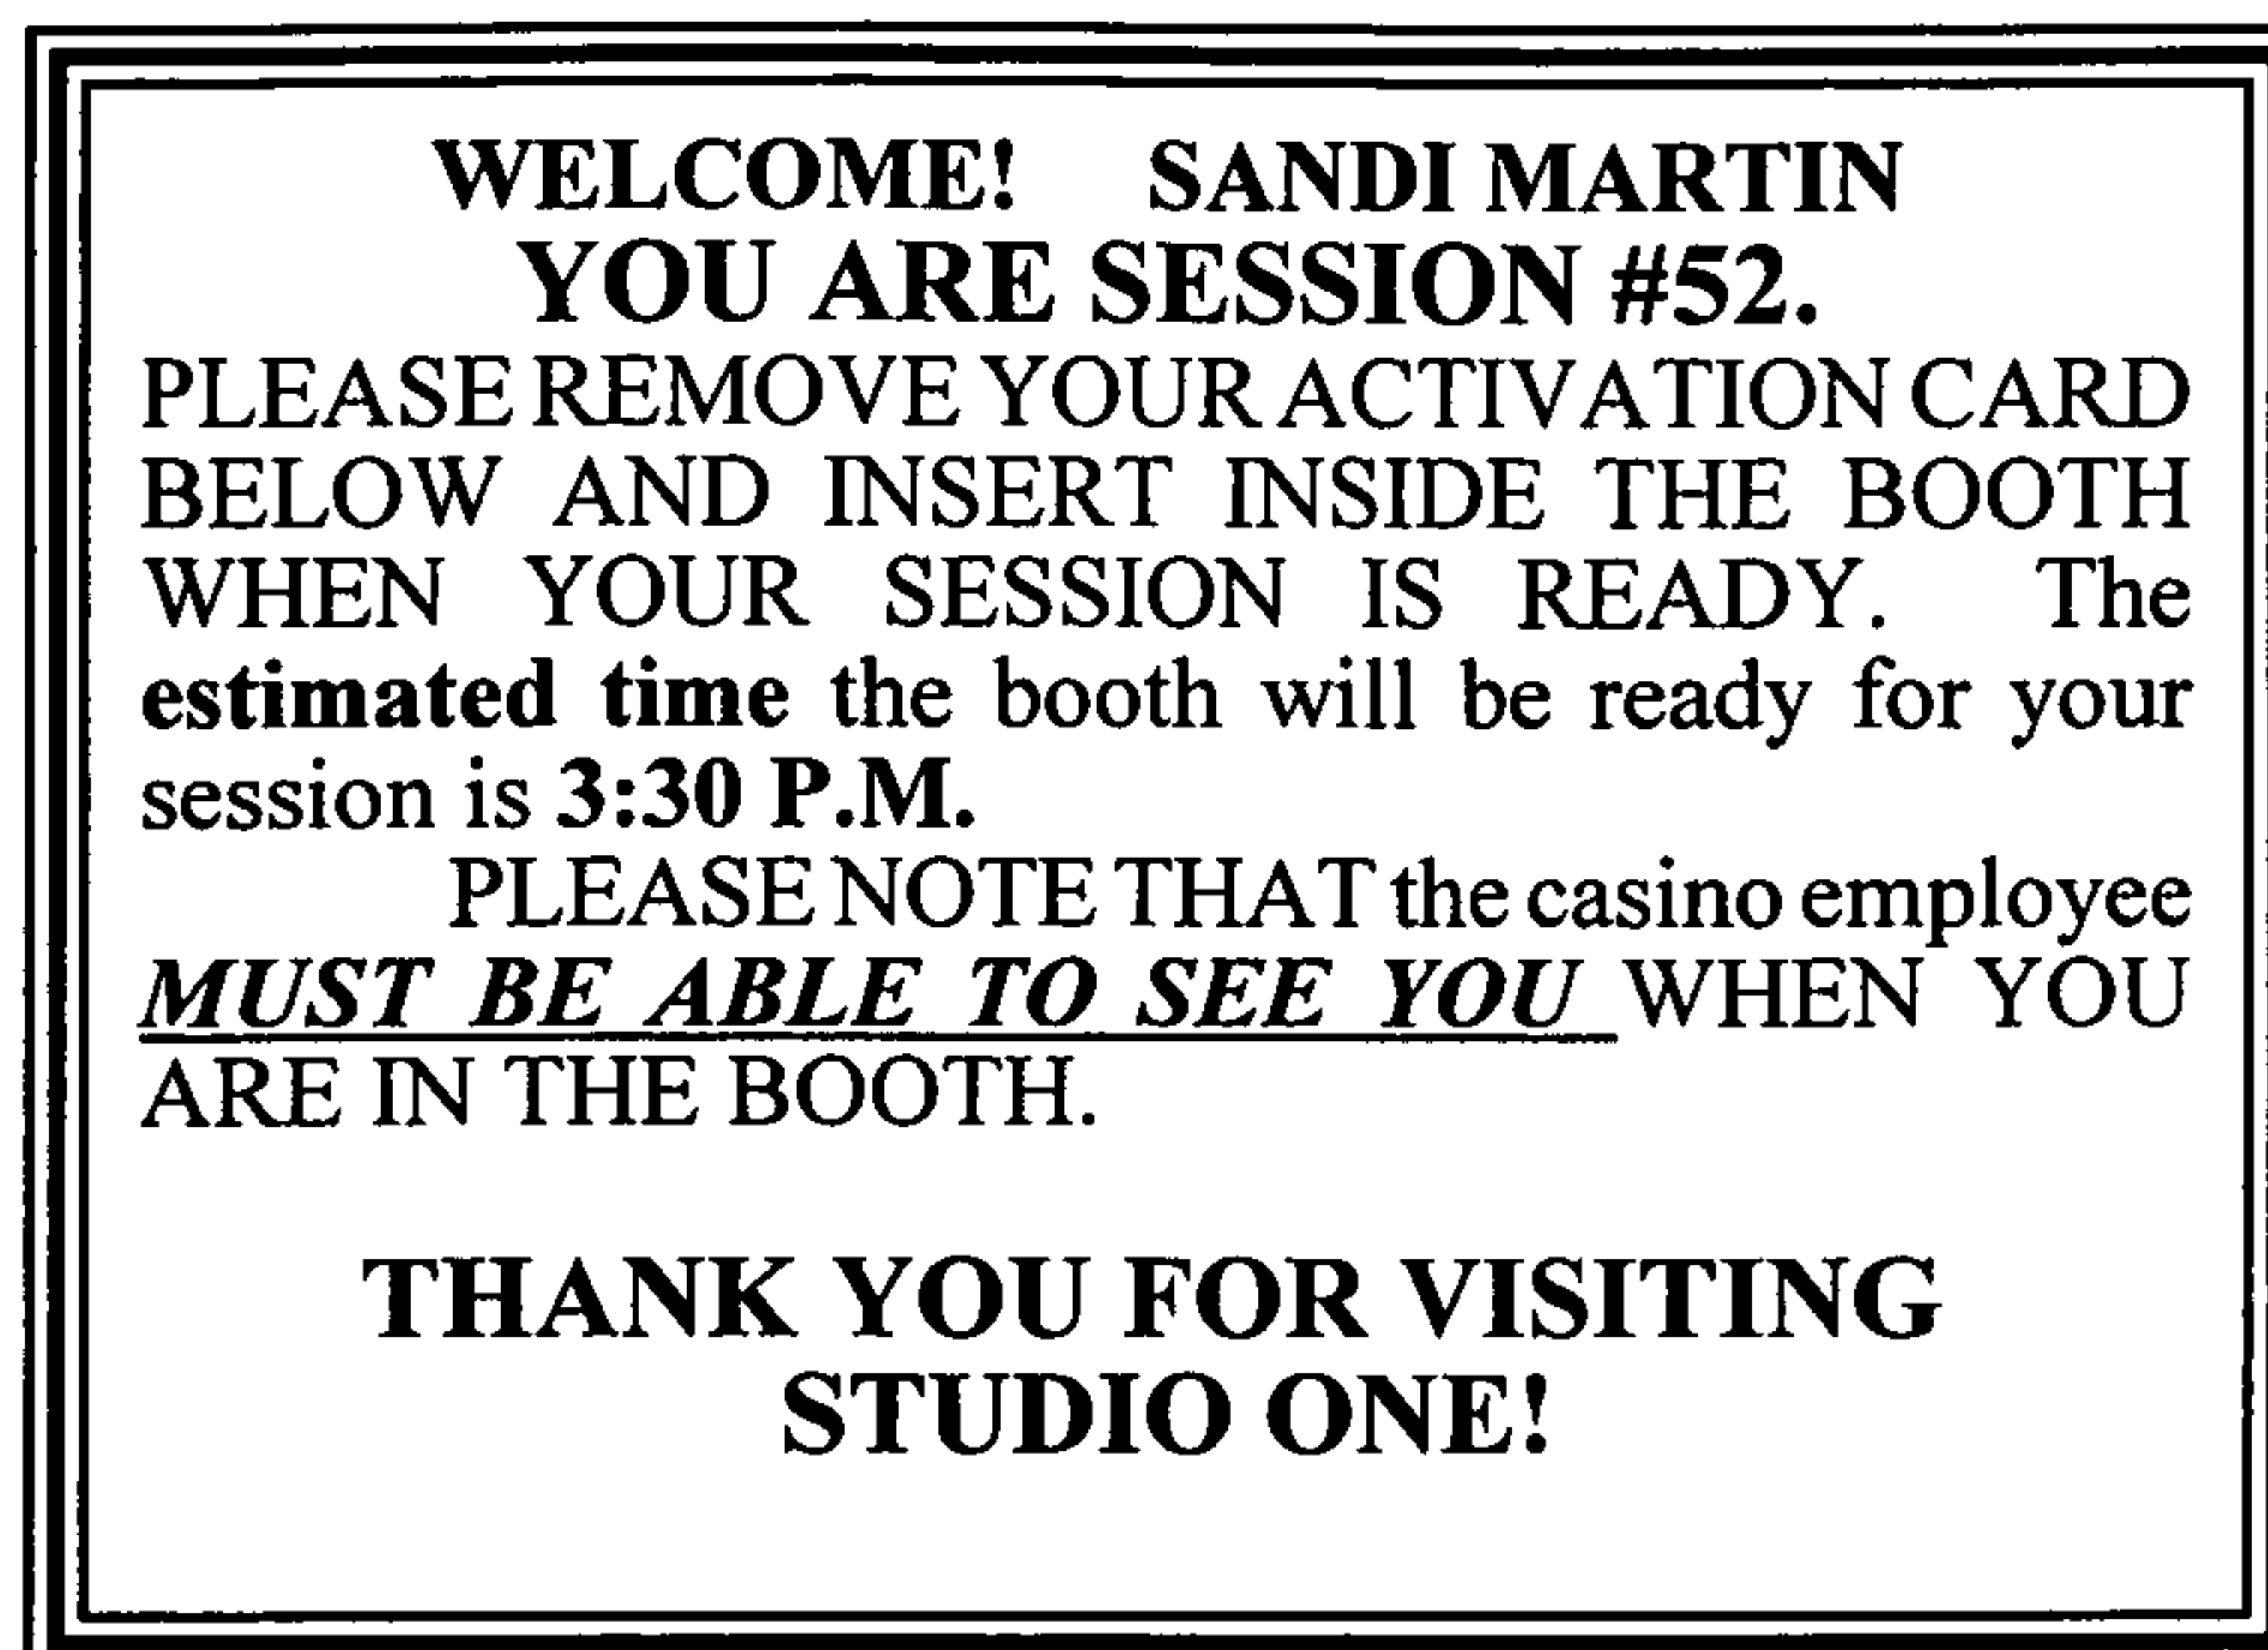 WELCOME! SANDI MARTIN
YOU ARE SESSION #52.
PLEASE REMOVE YOUR ACTIVATION CARD
BELOW AND INSERT INSIDE THE BOOTH
WHEN YOUR SESSION IS READY. The
estimated time the booth will be ready for your
session is 3:30 P.M.
PLEASE NOTE THAT the casino employee
MUST BE ABLE TO SEE YOU WHEN YOU
ARE IN THE BOOTH.
THANK YOU FOR VISITING
STUDIO ONE!